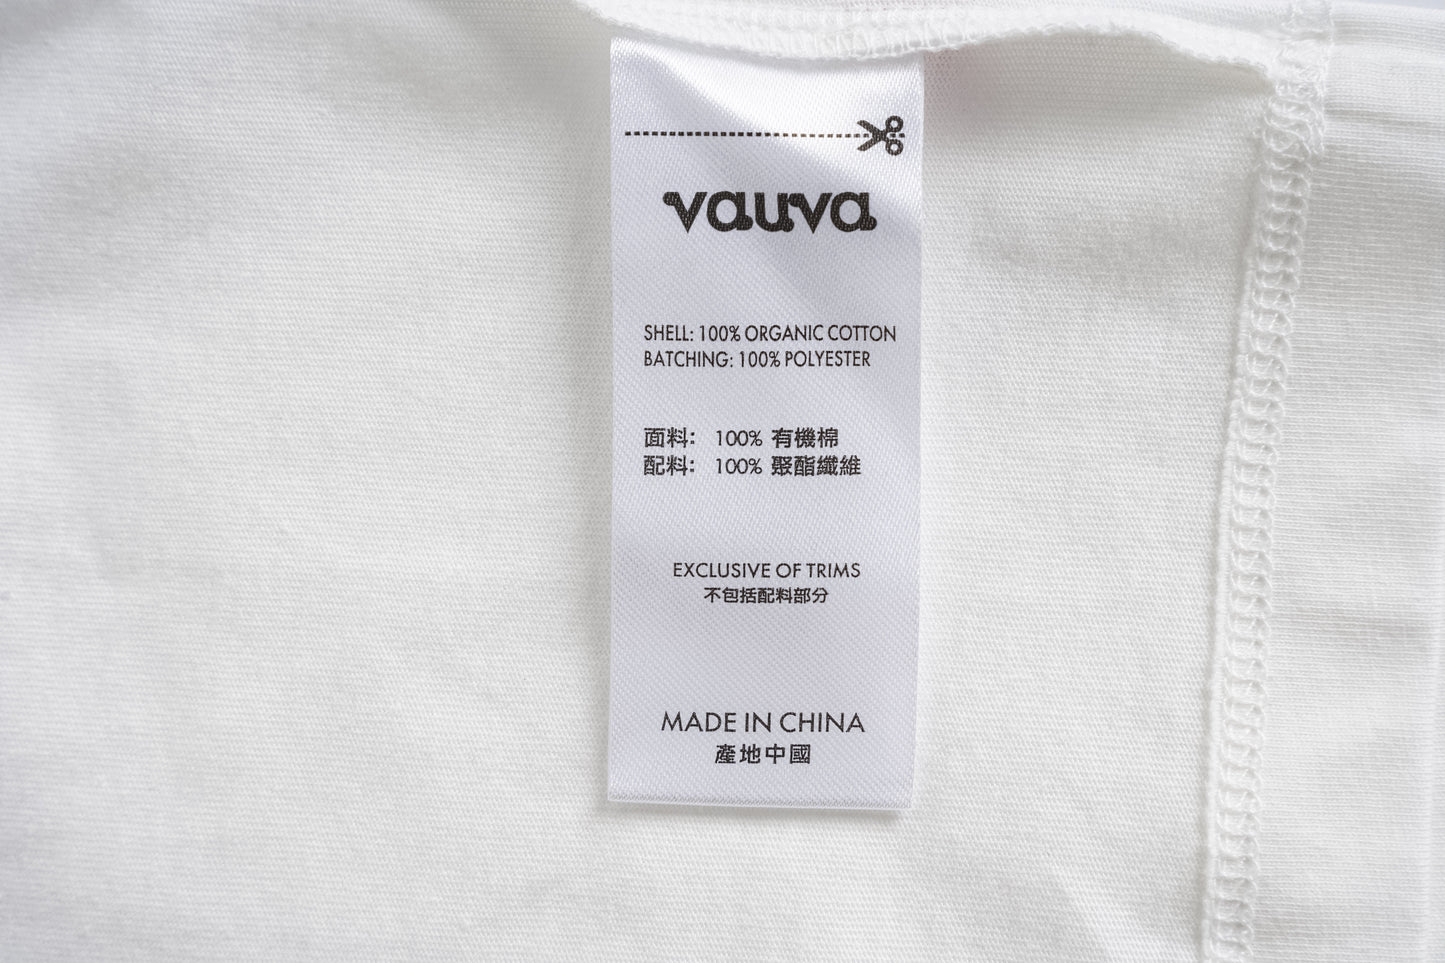 vauva
SHELL: 100% ORGANIC COTTON
BATCHING: 100% POLYESTER
面料： 100% 有機棉
配料： 100% 聚酯纖維
EXCLUSIVE OF TRIMS
不包括配料部分
MADE IN CHINA
產地中國